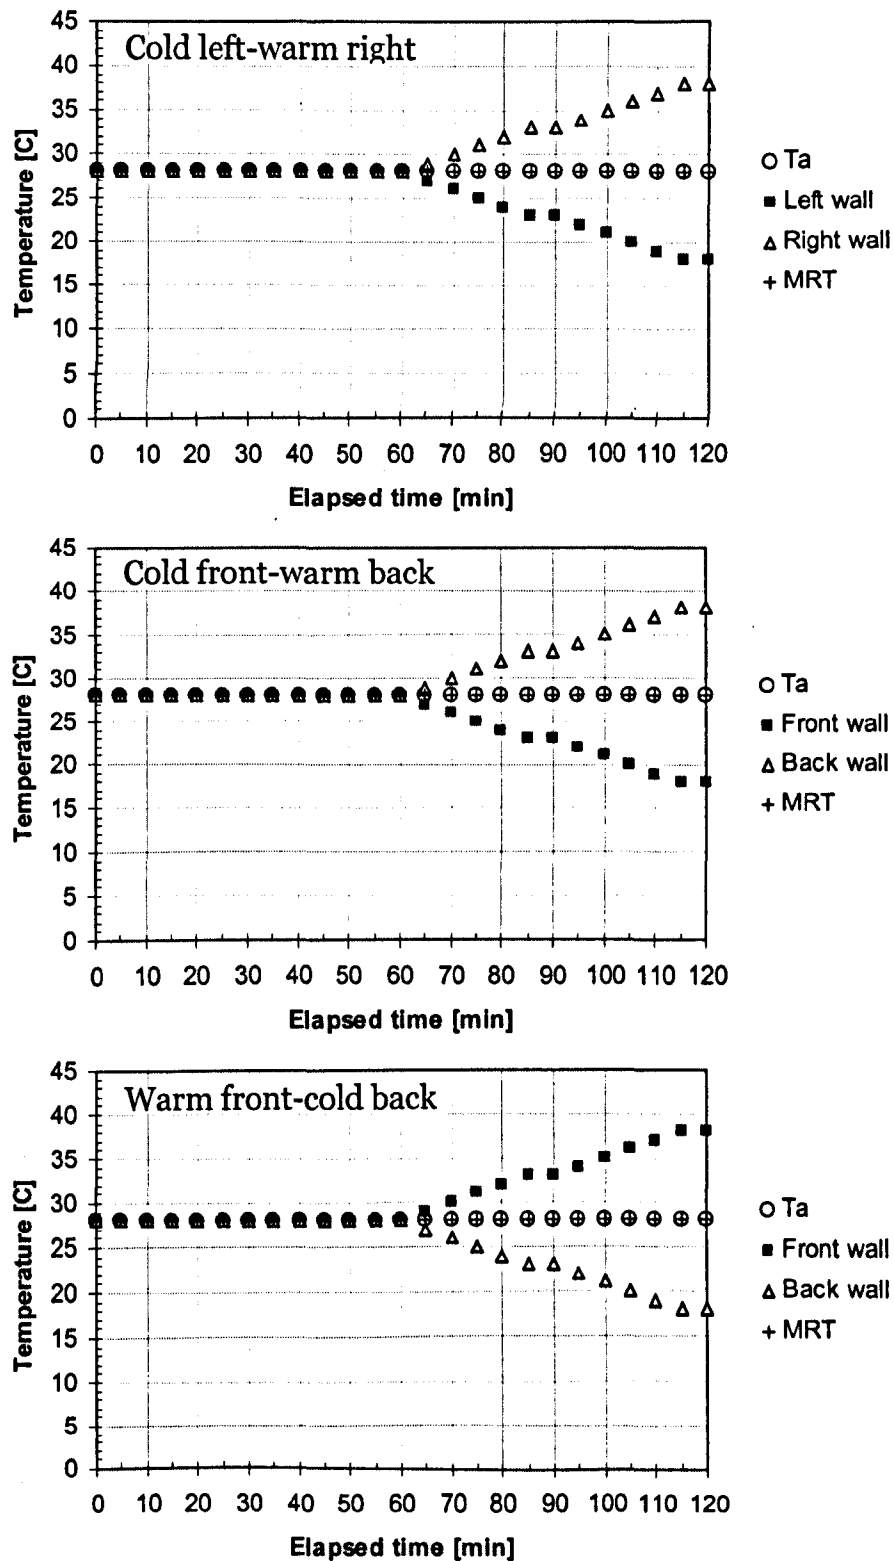 Cold left-warm right
45
40
35
30
25
20
15
10
5
0
Temperature [C]
0 10 20 30 40 50 60 70 80 90 100 110 120
Elapsed time [min]
Ta
Left wall
Right wall
MRT
Cold front-warm back
45
40
35
30
25
20
15
10
5
0
Temperature [C]
0 10 20 30 40 50 60 70 80 90 100 110 120
Elapsed time [min]
Ta
Front wall
Back wall
MRT
Warm front-cold back
45
40
35
30
25
20
15
10
5
0
Temperature [C]
0 10 20 30 40 50 60 70 80 90 100 110 120
Elapsed time [min]
Ta
Front wall
Back wall
MRT